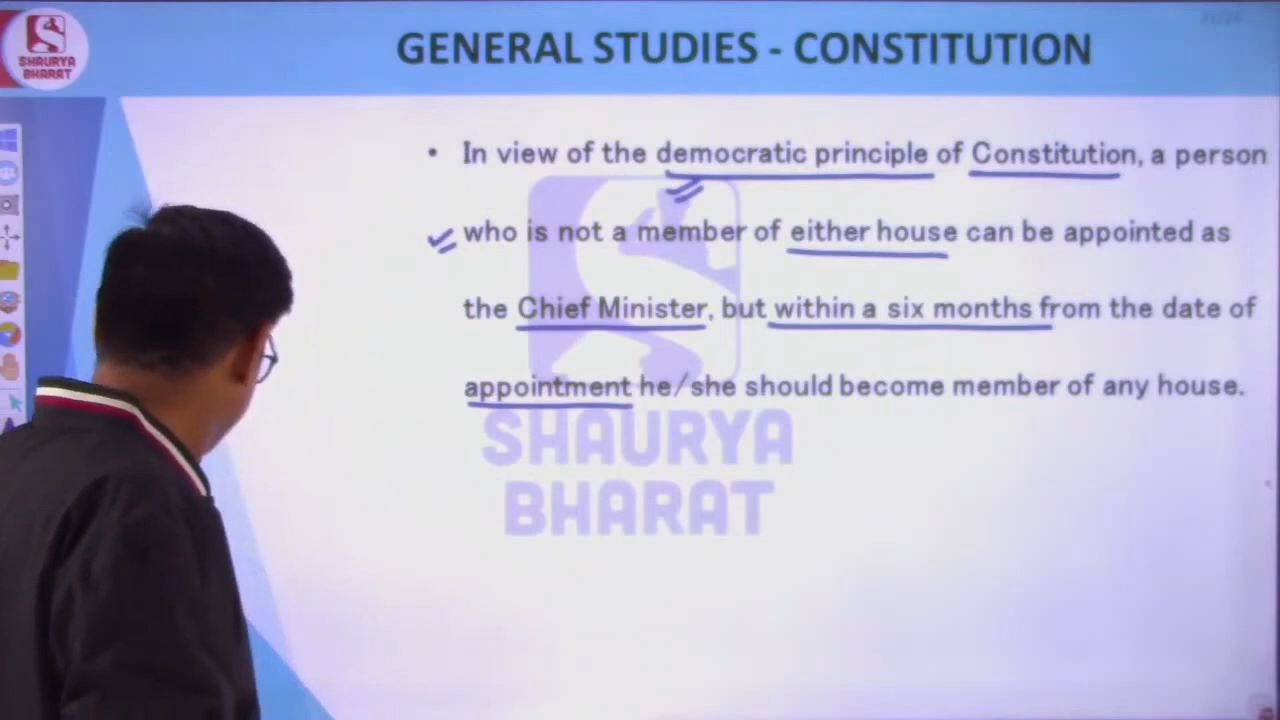 SHAURYA
BHARAT
GENERAL STUDIES - CONSTITUTION
• In view of the democratic principle of Constitution, a person
who is not a member of either house can be appointed as
the Chief Minister, but within a six months from the date of
appointment he/she should become member of any house.
SHAURYA
BHARAT